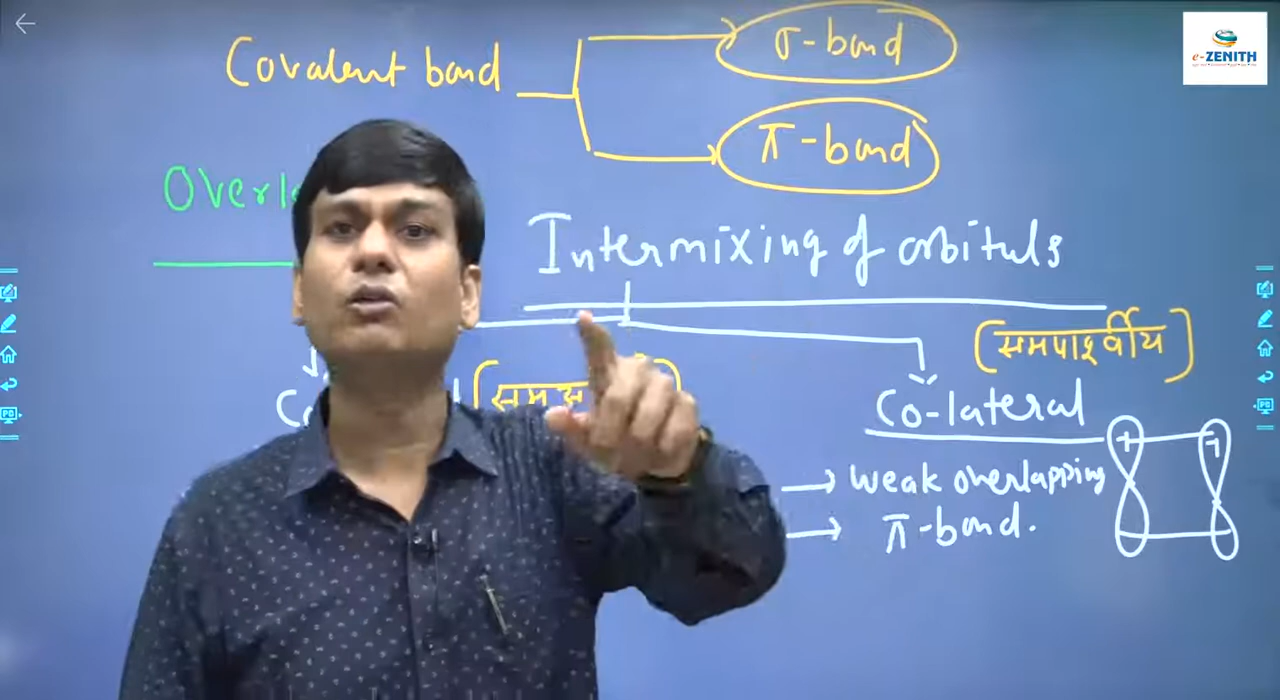 Covalent bond
σ-bond
π-bond
e-ZENITH
Intermixing of orbitals
(समपार्श्वीय)
Co-lateral
→ weak overlapping
→ π-bond.
+ +